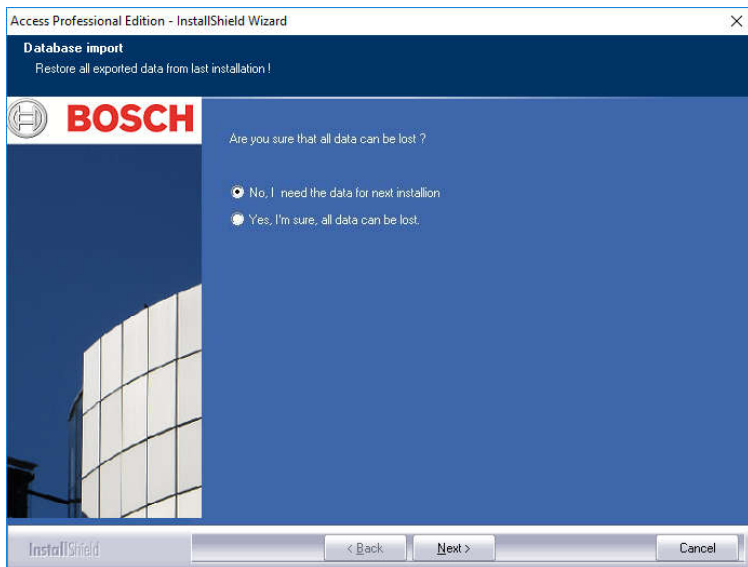 Access Professional Edition - InstallShield Wizard
Database import
Restore all exported data from last installation !
BOSCH
Are you sure that all data can be lost ?
No, I need the data for next installion
Yes, I'm sure, all data can be lost.
InstallShield
< Back
Next >
Cancel